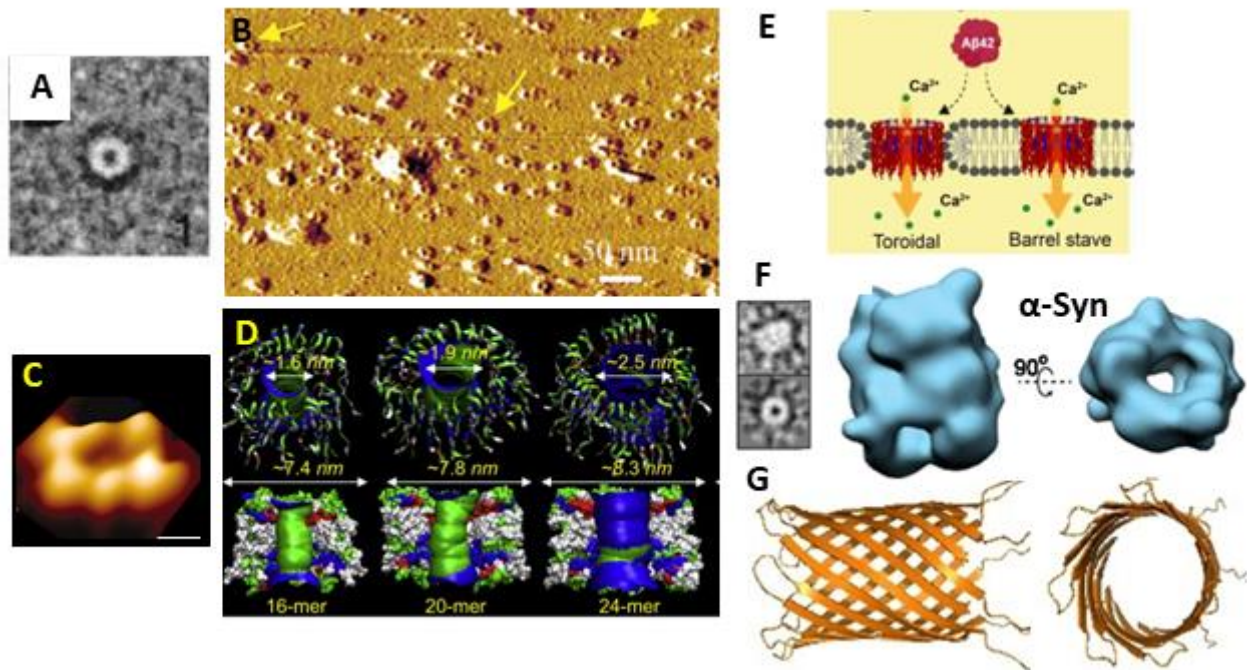 A
1
B
50 nm
C
D
~1.6 nm
~1.9 nm
~2.5 nm
~7.4 nm
~7.8 nm
~8.3 nm
16-mer
20-mer
24-mer
E
Aβ42
Ca²⁺
Ca²⁺
Ca²⁺
Ca²⁺
Toroidal
Barrel stave
F
α-Syn
90°
G